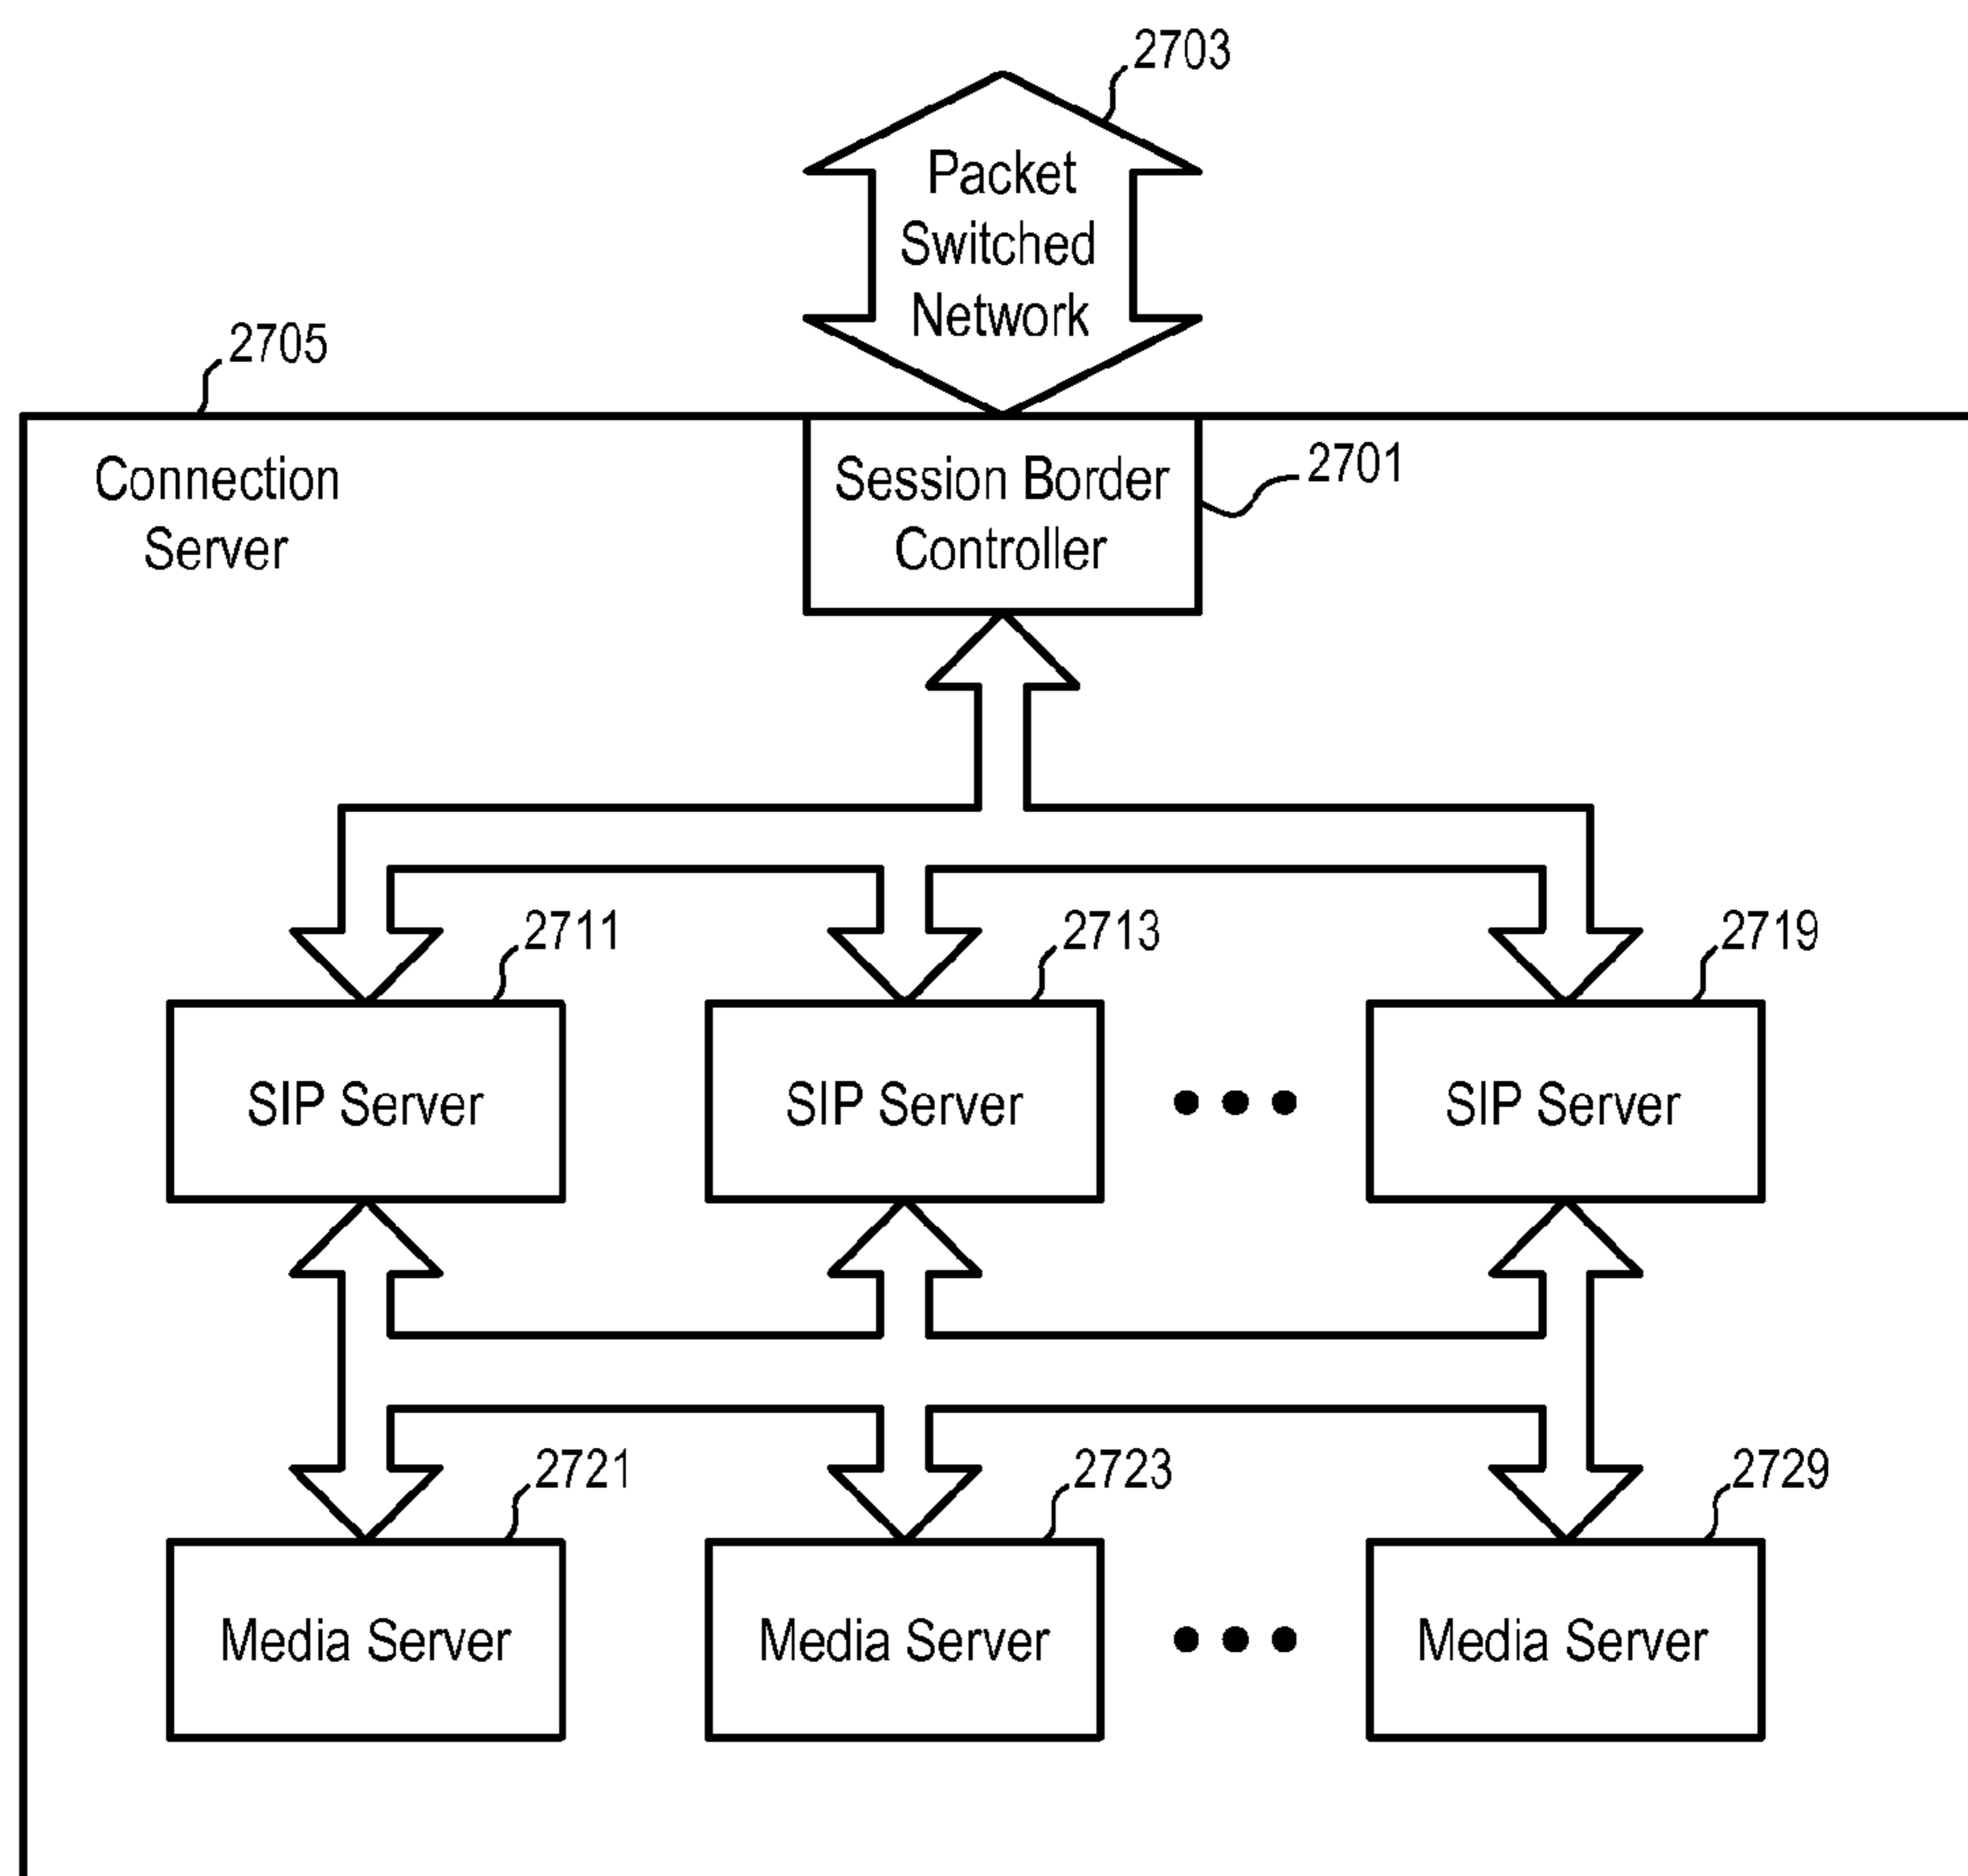 2703
Packet
Switched
Network
2705
Connection
Server
Session Border
Controller
2701
2711
2713
2719
SIP Server
SIP Server
SIP Server
2721
2723
2729
Media Server
Media Server
Media Server